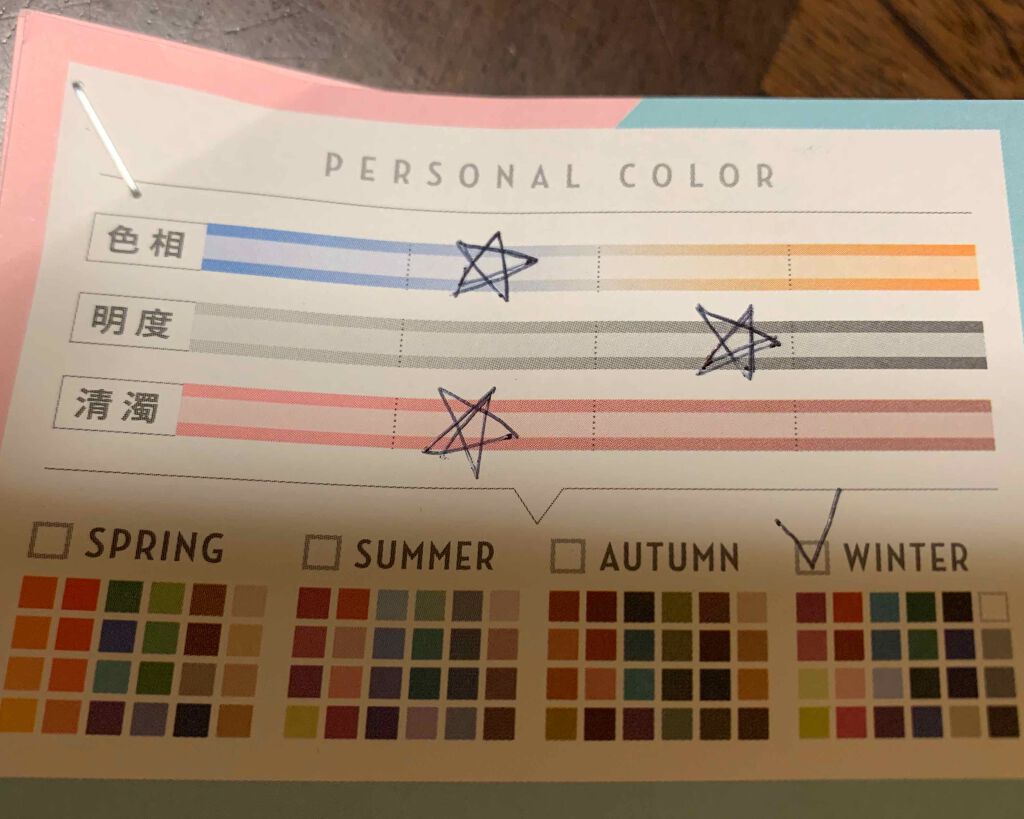 PERSONAL COLOR
色相
明度
清濁
SPRING SUMMER AUTUMN WINTER